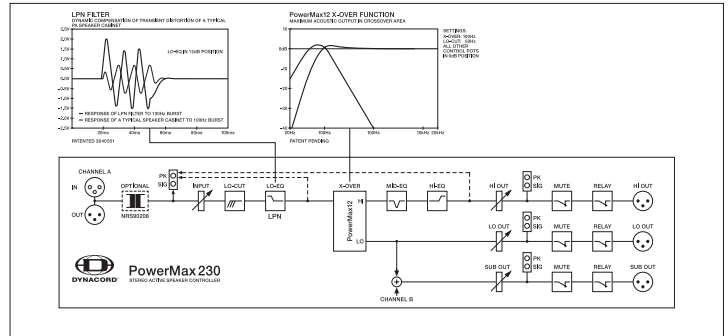 LPN FILTER
DYNAMIC COMPENSATION OF TRANSIENT DISTORTION OF A TYPICAL
PA SPEAKER CABINET
2,5V
2,0V
1,5V
1,0V
0,5V
0,0V
-0,5V
-1,0V
-1,5V
-2,0V
-2,5V
LO-EQ IN 12dB POSITION
RESPONSE OF LPN FILTER TO 100Hz BURST
RESPONSE OF A TYPICAL SPEAKER CABINET TO 100Hz BURST
20ms 40ms 60ms 80ms 100ms
PATENTED 3840551
PowerMax12 X-OVER FUNCTION
MAXIMUM ACOUSTIC OUTPUT IN CROSSOVER AREA
10
0dB
-10
-20
-30
-40
20Hz 100Hz 100Hz 10kHz 20kHz
PATENT PENDING
SETTINGS:
X-OVER: 100Hz
LO-CUT: 50Hz
ALL OTHER
CONTROL POTS
IN 0dB POSITION
CHANNEL A
IN
OUT
OPTIONAL
NRS90208
PK
SIG
INPUT
LO-CUT
LO-EQ
LPN
X-OVER
PowerMax12
HI
LO
MID-EQ
HI-EQ
HI OUT
PK
SIG
MUTE
RELAY
HI OUT
LO OUT
PK
SIG
MUTE
RELAY
LO OUT
SUB OUT
PK
SIG
MUTE
RELAY
SUB OUT
CHANNEL B
DYNACORD
PowerMax 230
STEREO ACTIVE SPEAKER CONTROLLER